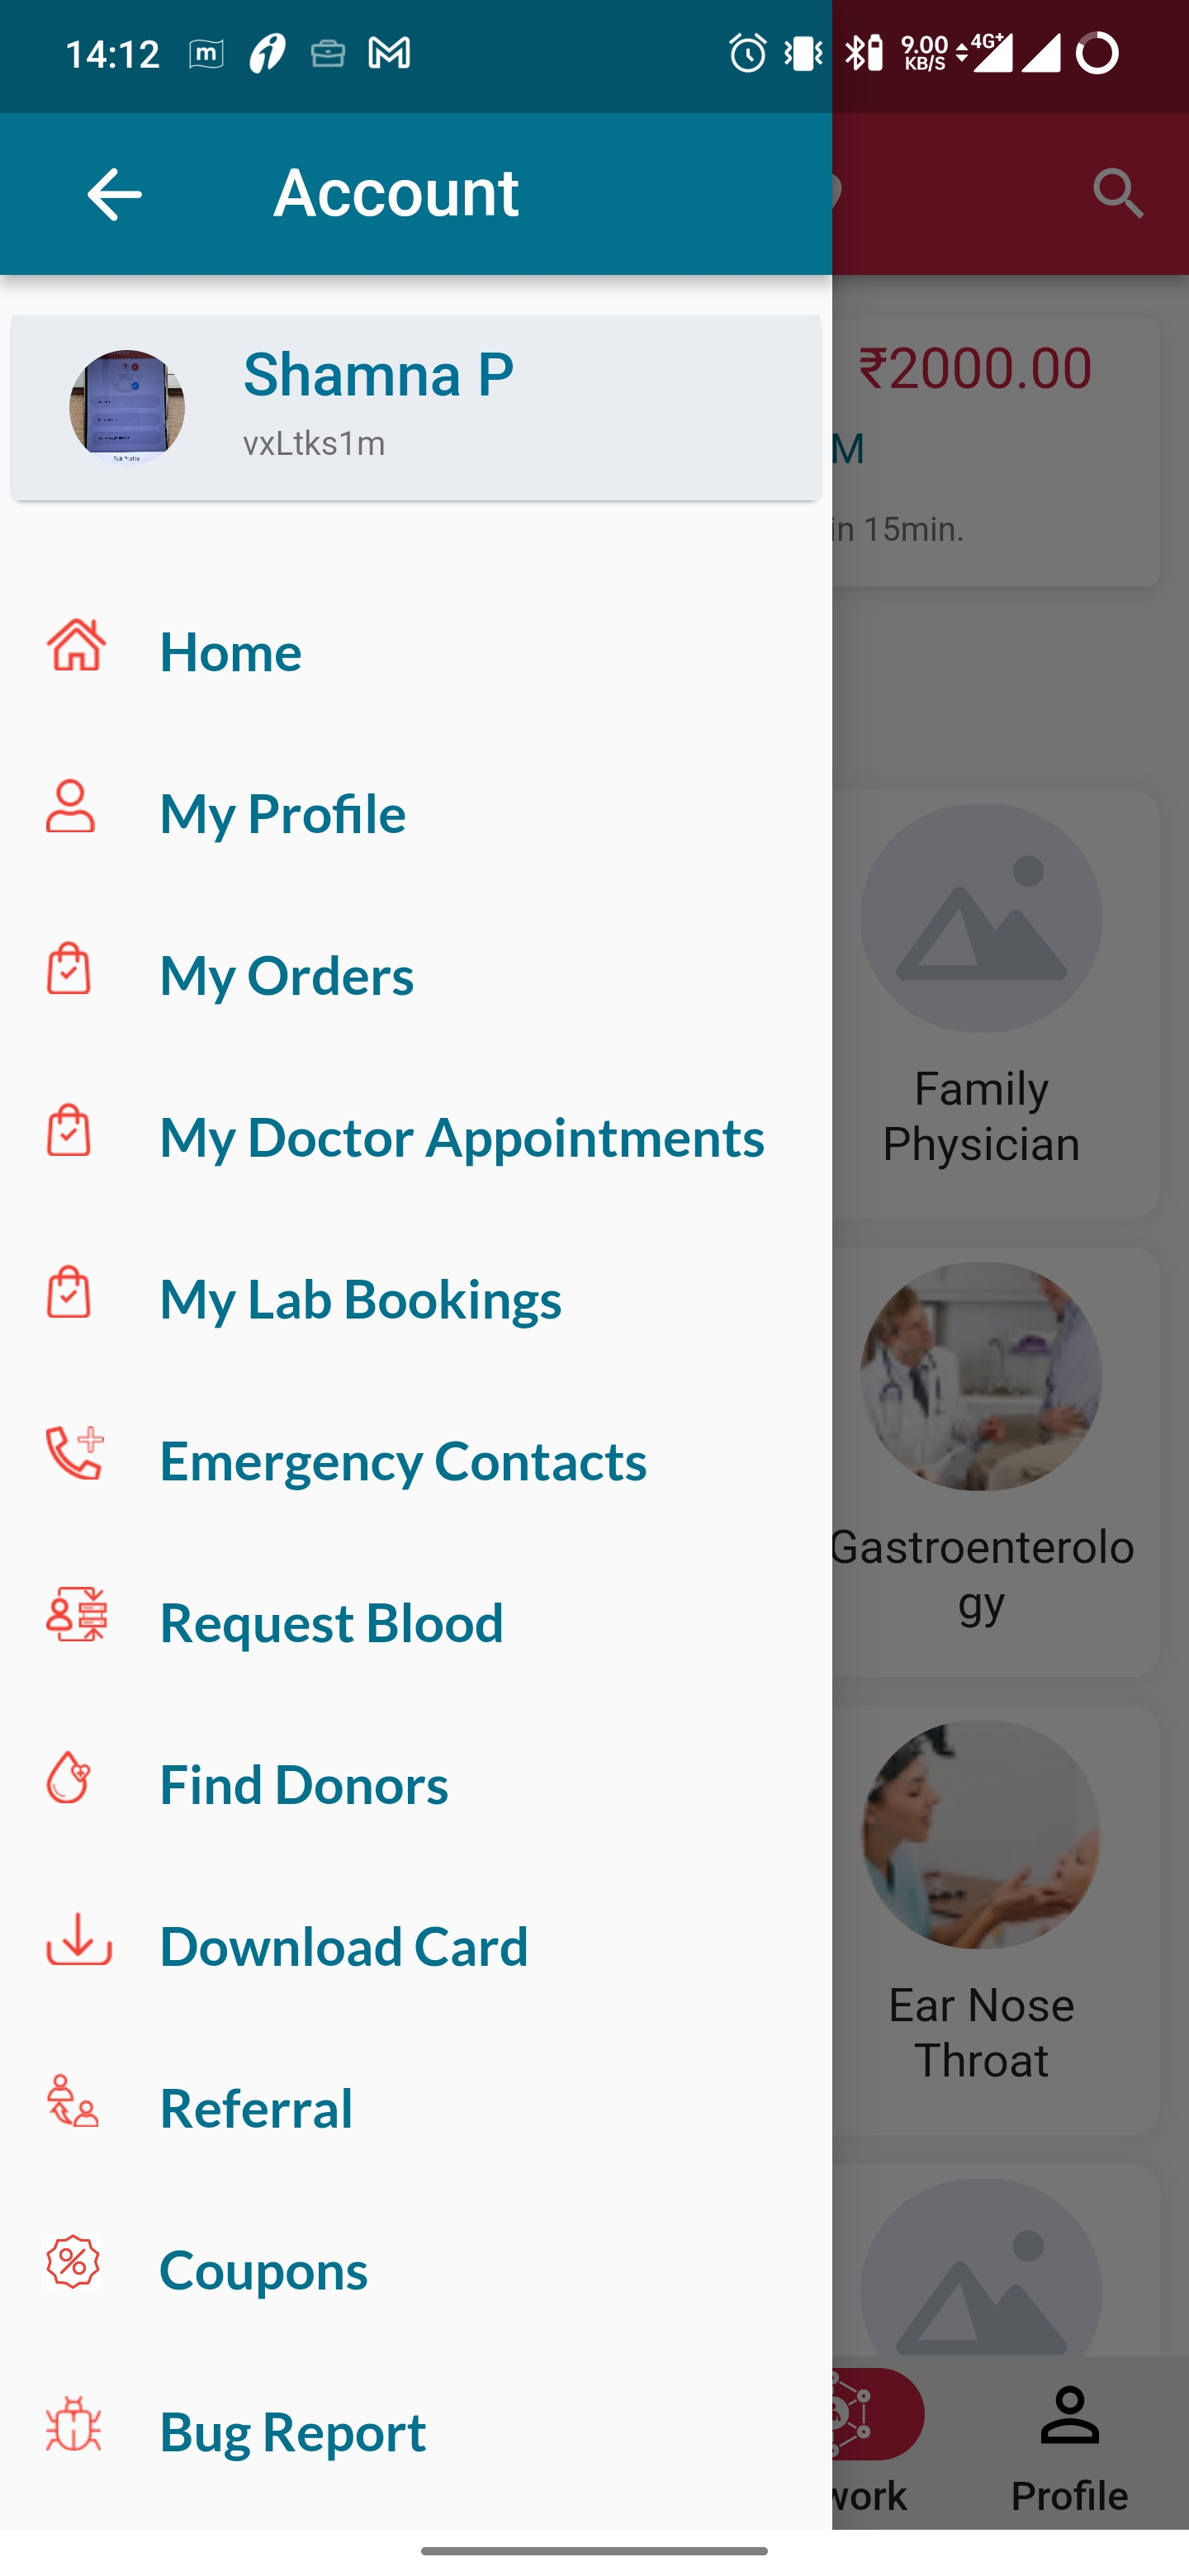 14:12
9.00
KB/S
4G+
Account
Shamna P
vxLtks1m
₹2000.00
M
in 15min.
Home
My Profile
My Orders
My Doctor Appointments
My Lab Bookings
Emergency Contacts
Request Blood
Find Donors
Download Card
Referral
Coupons
Bug Report
Family
Physician
Gastroenterolo
gy
Ear Nose
Throat
work
Profile